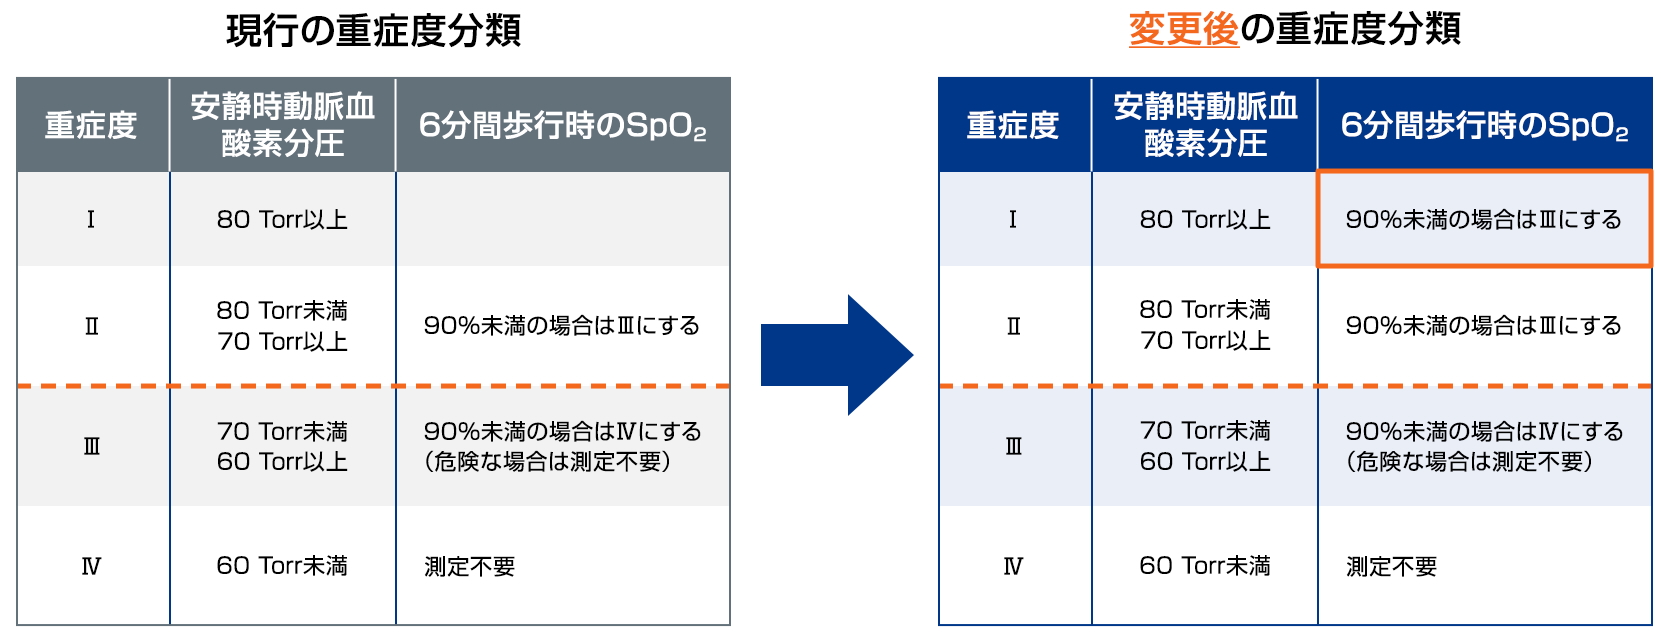 現行の重症度分類
重症度
安静時動脈血
酸素分圧
6分間歩行時のSpO₂
Ⅰ
80 Torr以上
Ⅱ
80 Torr未満
70 Torr以上
90%未満の場合はⅢにする
Ⅲ
70 Torr未満
60 Torr以上
90%未満の場合はⅣにする
(危険な場合は測定不要)
Ⅳ
60 Torr未満
測定不要
変更後の重症度分類
重症度
安静時動脈血
酸素分圧
6分間歩行時のSpO₂
Ⅰ
80 Torr以上
90%未満の場合はⅢにする
Ⅱ
80 Torr未満
70 Torr以上
90%未満の場合はⅢにする
Ⅲ
70 Torr未満
60 Torr以上
90%未満の場合はⅣにする
(危険な場合は測定不要)
Ⅳ
60 Torr未満
測定不要